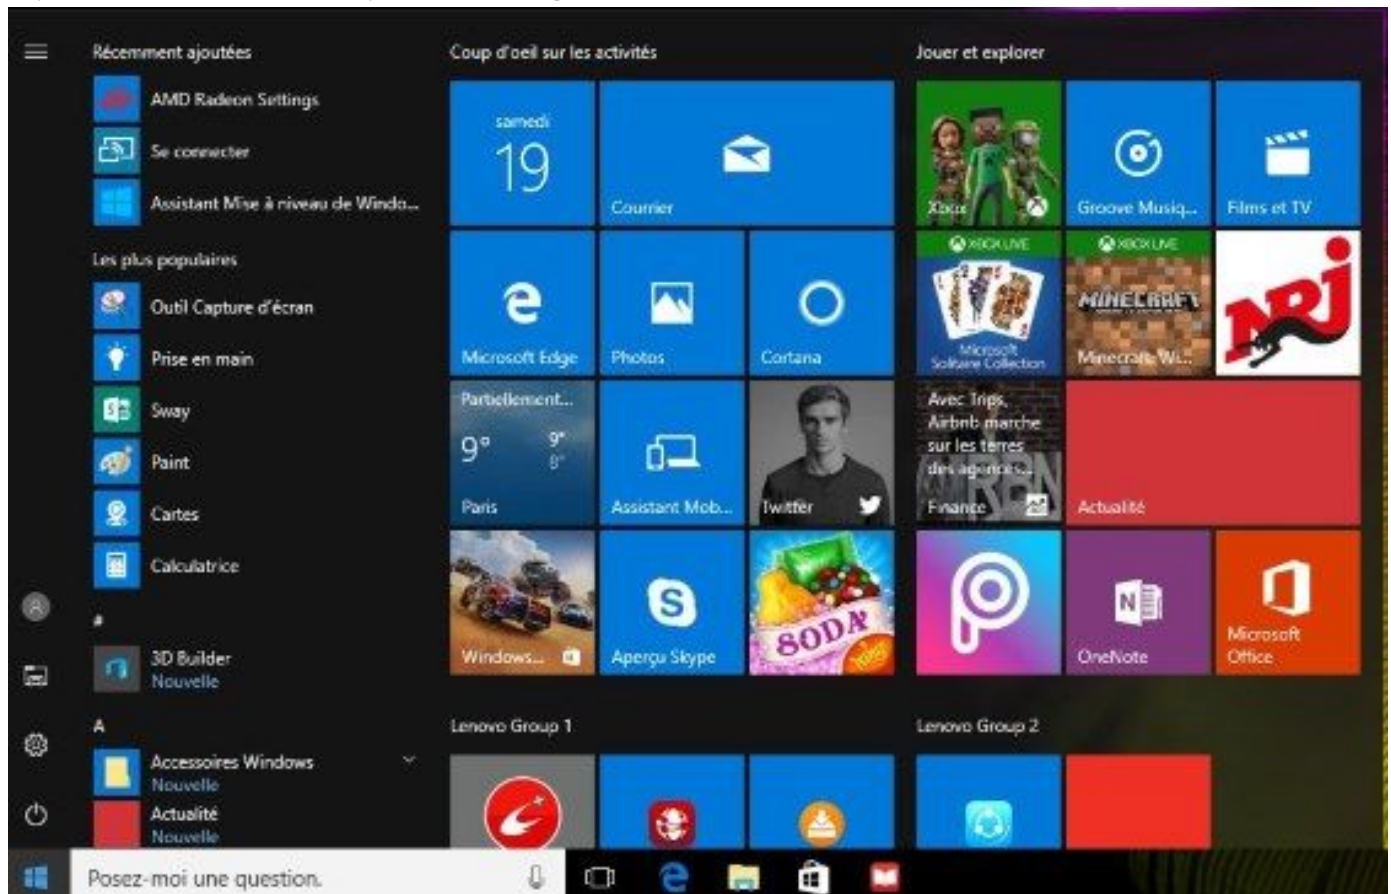 Récemment ajoutées
AMD Radeon Settings
Se connecter
Assistant Mise à niveau de Windo...
Les plus populaires
Outil Capture d'écran
Prise en main
Sway
Paint
Cartes
Calculatrice
#
3D Builder
Nouvelle
A
Accessoires Windows
Nouvelle
Actualité
Nouvelle
Coup d'oeil sur les activités
samedi
19
Courrier
Microsoft Edge
Photos
Cortana
Partiellement...
9° 9°
8°
Paris
Assistant Mob...
Twitter
Windows...
Aperçu Skype
SODA
Jouer et explorer
Xbox
Groove Musiq...
Films et TV
XBOX LIVE
Microsoft
Solitaire Collection
XBOX LIVE
MINECRAFT
Minecraft: Wi...
NRJ
Avec Trips,
Airbnb marche
sur les terres
des agences...
Finance
Actualité
OneNote
Microsoft
Office
Lenovo Group 1
Lenovo Group 2
Posez-moi une question.